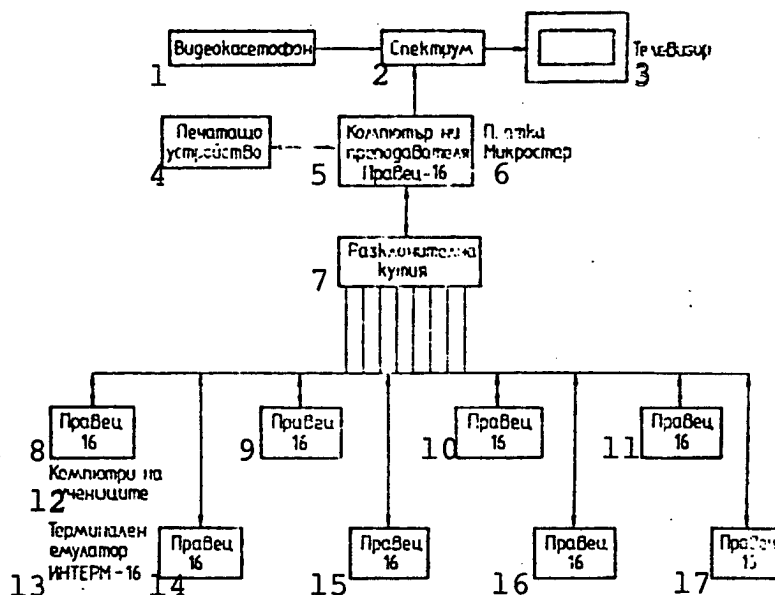 Видеокасетофон
1
Спектрум
2
Телевизор
3
Печатащо
устройство
4
Компютър на
преподавателя
Правец-16
5
Микростар
6
Разклонителна
кутия
7
Правец
16
8
Правец
16
9
Правец
16
10
Правец
16
11
Компютри на
учениците
12
Терминален
емулатор
ИНТЕРМ-16
13
Правец
16
14
Правец
16
15
Правец
16
16
Правец
16
17